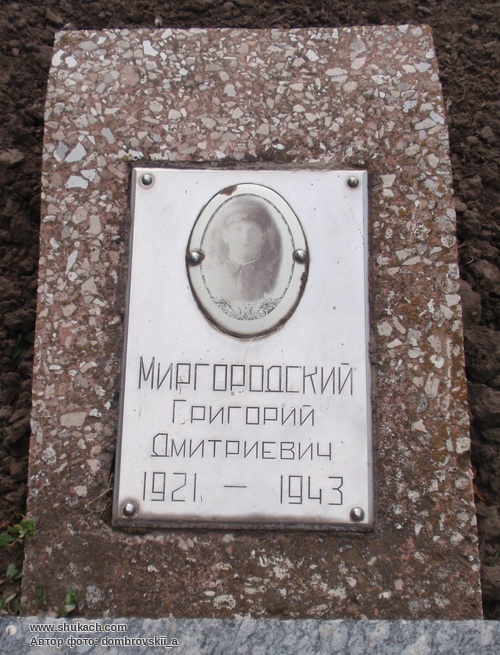 Миргородский
Григорий
Дмитриевич
1921 – 1943
www.shukach.com
Автор фото- dombrovskii_a